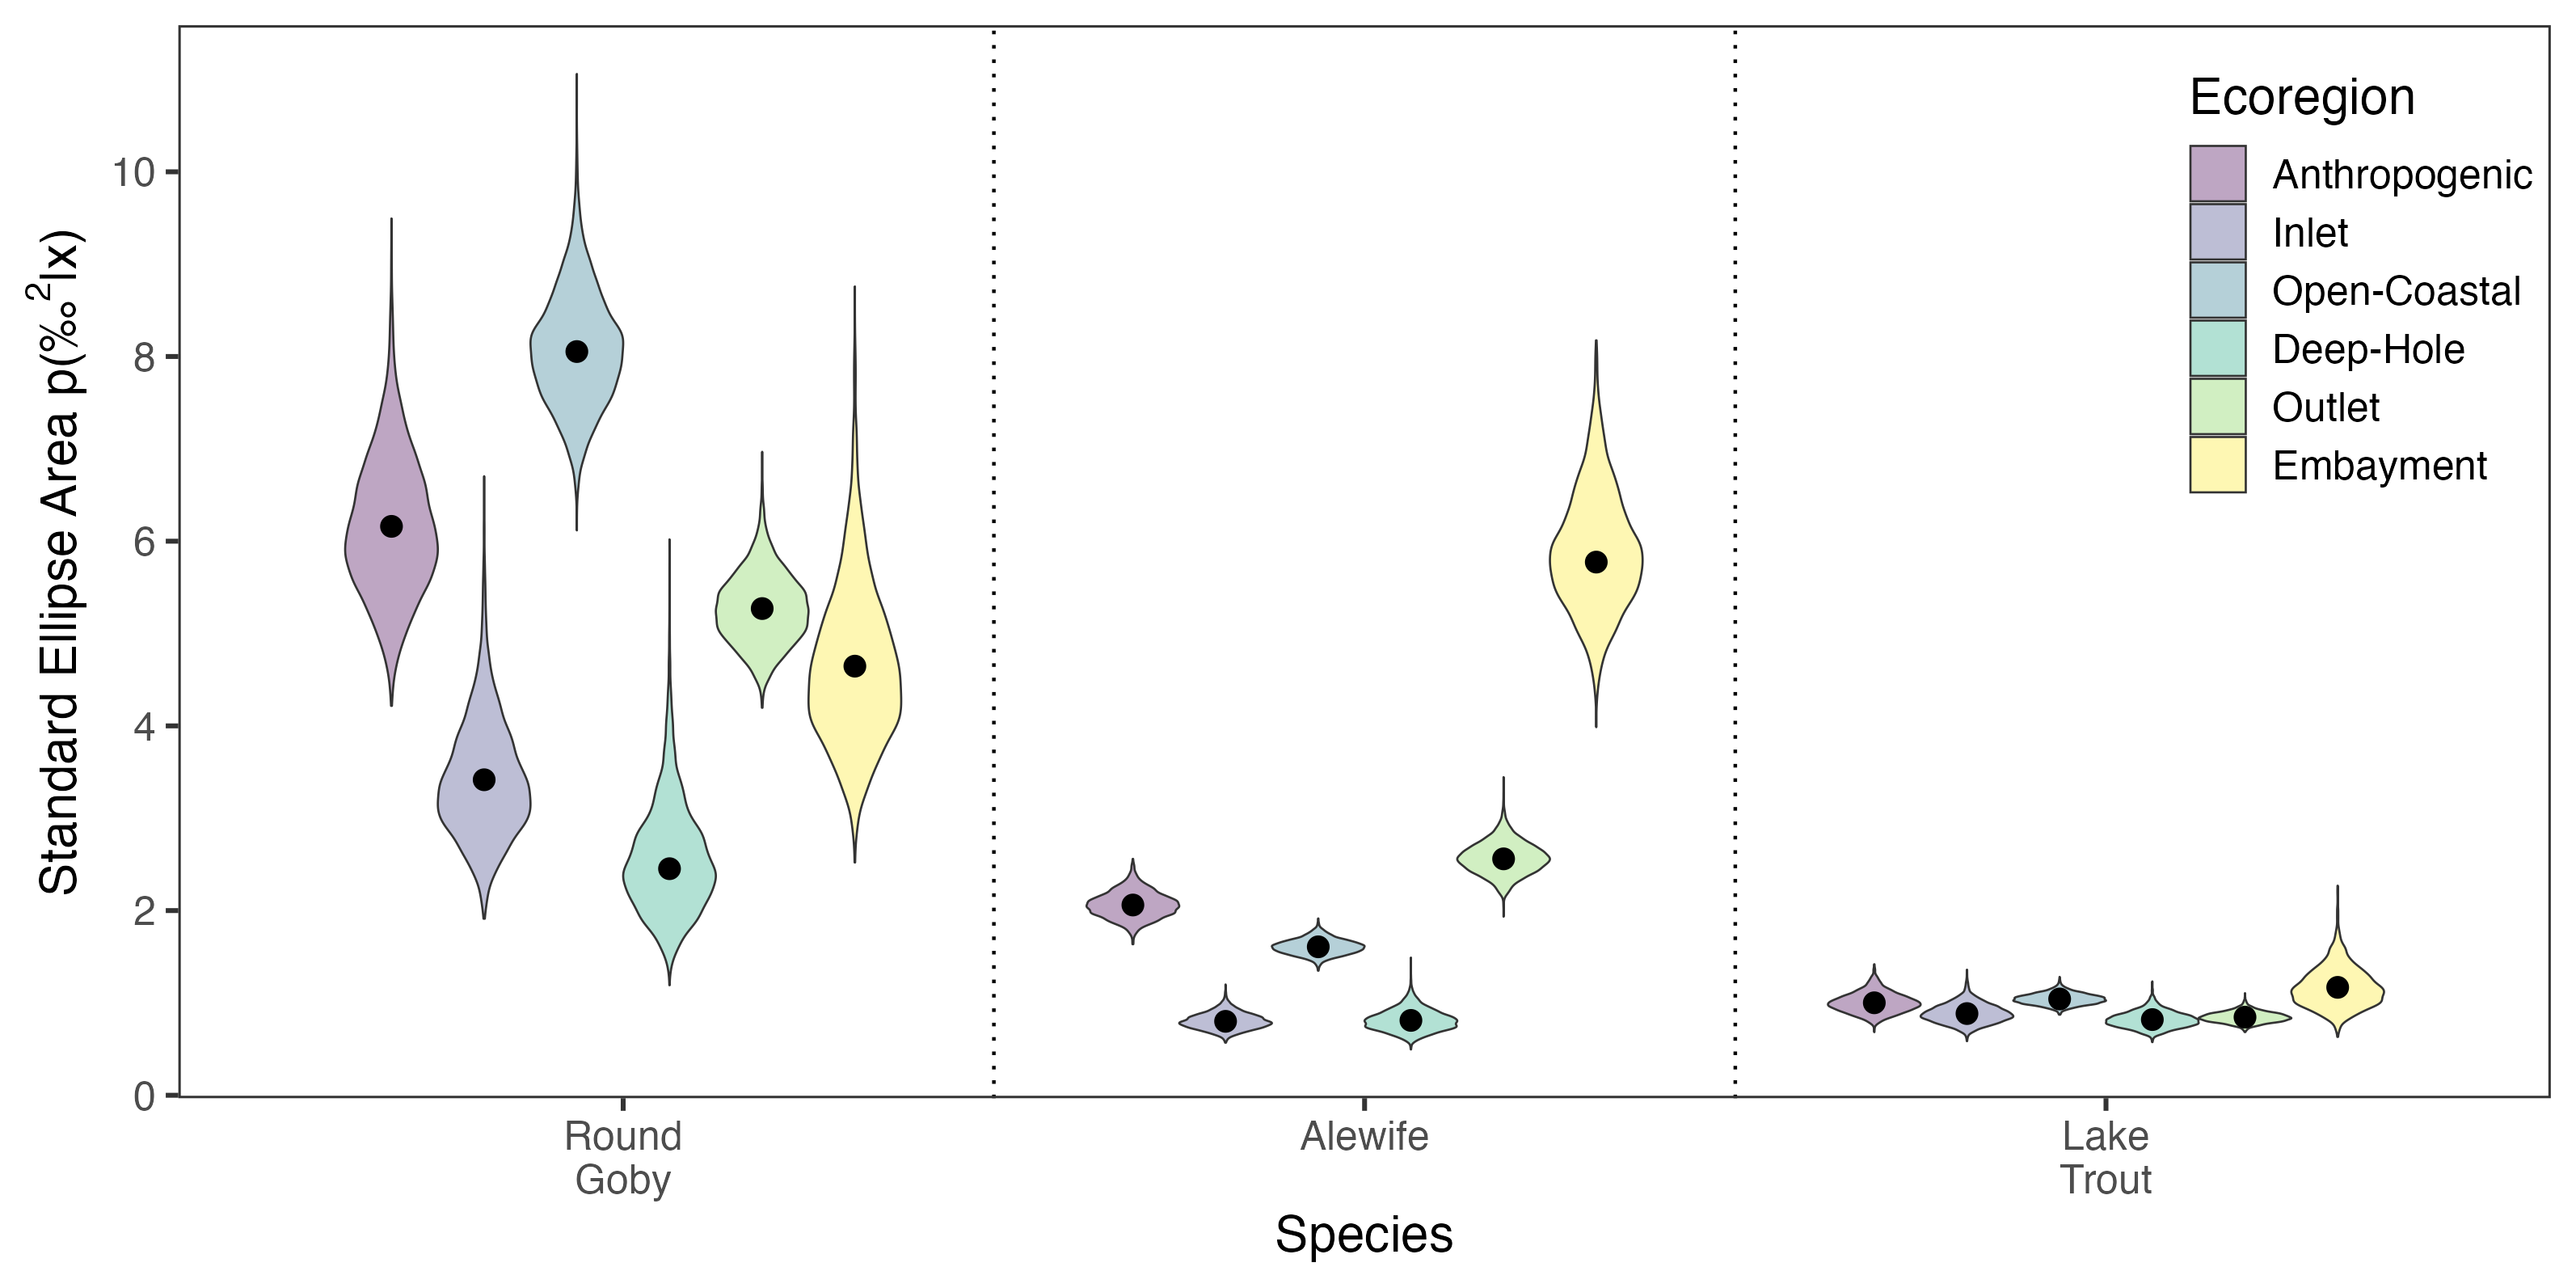 Standard Ellipse Area p(‰²|x)
10
8
6
4
2
0
Round
Goby
Alewife
Lake
Trout
Species
Ecoregion
Anthropogenic
Inlet
Open-Coastal
Deep-Hole
Outlet
Embayment